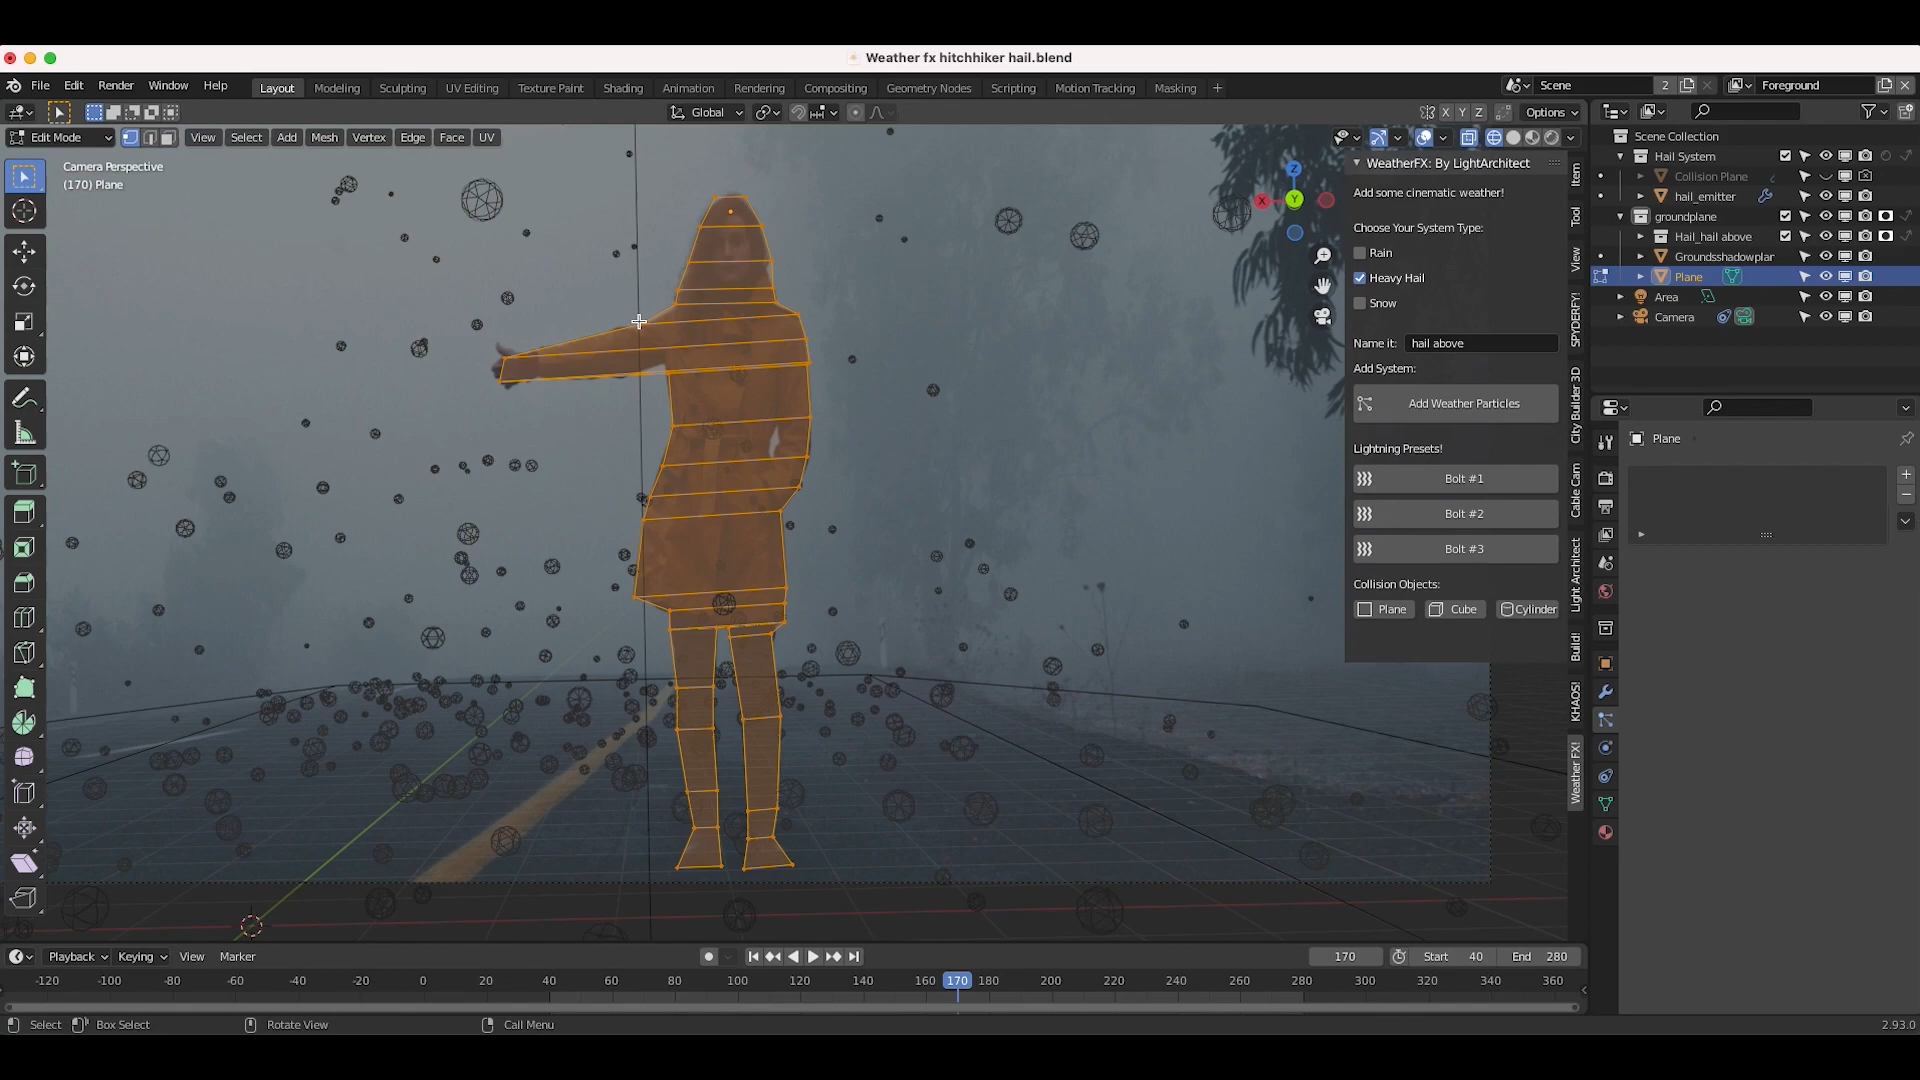 Weather fx hitchhiker hail.blend
File Edit Render Window Help Layout Modeling Sculpting UV Editing Texture Paint Shading Animation Rendering Compositing Geometry Nodes Scripting Motion Tracking Masking + Scene 2 Foreground
Global X Y Z Options
Edit Mode View Select Add Mesh Vertex Edge Face UV
Camera Perspective
(170) Plane
Z
X
Y
WeatherFX: By LightArchitect
Add some cinematic weather!
Choose Your System Type:
Rain
Heavy Hail
Snow
Name it: hail above
Add System:
Add Weather Particles
Lightning Presets!
Bolt #1
Bolt #2
Bolt #3
Collision Objects:
Plane Cube Cylinder
Item
Tool
View
SPYDERFY!
City Builder 3D
Cable Cam
Light Architect
Build!
KHAOS!
Weather FX!
Scene Collection
Hail System
Collision Plane
hail_emitter
groundplane
Hail_hail above
Groundsshadowplar
Plane
Area
Camera
Plane
Playback Keying View Marker 170 Start 40 End 280
-120 -100 -80 -60 -40 -20 0 20 40 60 80 100 120 140 160 170 180 200 220 240 260 280 300 320 340 360
Select Box Select Rotate View Call Menu 2.93.0